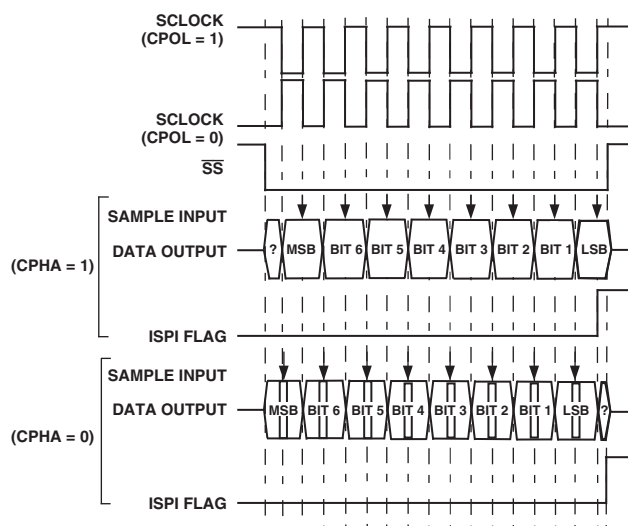 SCLOCK
(CPOL = 1)
SCLOCK
(CPOL = 0)
SS
SAMPLE INPUT
DATA OUTPUT
? MSB BIT 6 BIT 5 BIT 4 BIT 3 BIT 2 BIT 1 LSB
(CPHA = 1)
ISPI FLAG
SAMPLE INPUT
DATA OUTPUT
MSB BIT 6 BIT 5 BIT 4 BIT 3 BIT 2 BIT 1 LSB ?
(CPHA = 0)
ISPI FLAG